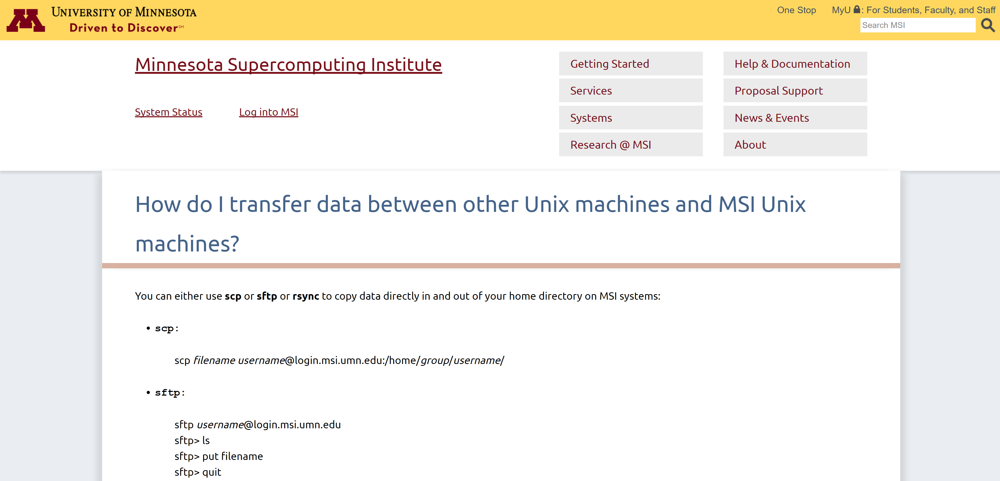 UNIVERSITY OF MINNESOTA
Driven to Discover℠
One Stop
MyU : For Students, Faculty, and Staff
Search MSI
Minnesota Supercomputing Institute
System Status
Log into MSI
Getting Started
Help & Documentation
Services
Proposal Support
Systems
News & Events
Research @ MSI
About
How do I transfer data between other Unix machines and MSI Unix
machines?
You can either use scp or sftp or rsync to copy data directly in and out of your home directory on MSI systems:
• scp:
scp filename username@login.msi.umn.edu:/home/group/username/
• sftp:
sftp username@login.msi.umn.edu
sftp> ls
sftp> put filename
sftp> quit